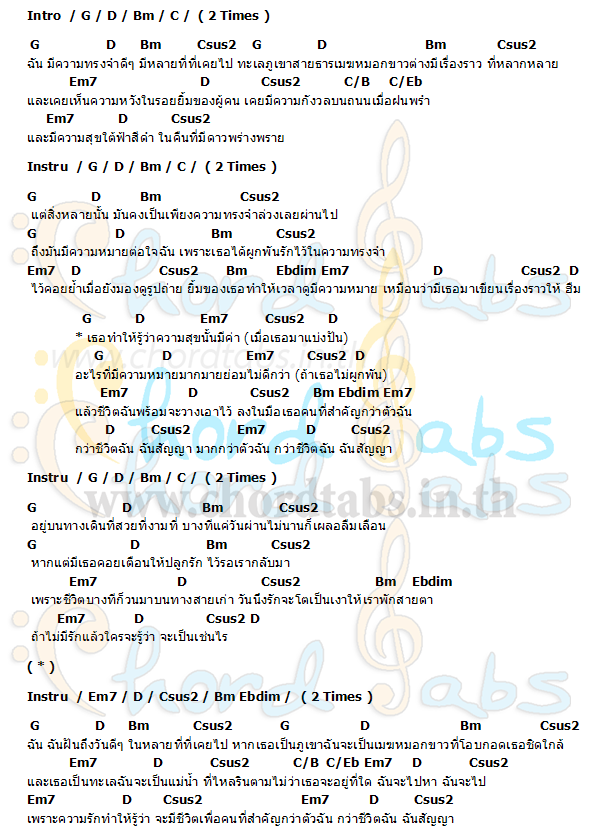 Intro / G / D / Bm / C / ( 2 Times )
G D Bm Csus2 G D Bm Csus2
ฉัน มีความทรงจำดีๆ มีหลายที่ที่เคยไป ทะเลภูเขาสายธารเมฆหมอกขาวต่างมีเรื่องราว ที่หลากหลาย
Em7 D Csus2 C/B C/Eb
และเคยเห็นความหวังในรอยยิ้มของผู้คน เคยมีความกังวลบนถนนเมื่อฝนพรำ
Em7 D Csus2
และมีความสุขใต้ฟ้าสีดำ ในคืนที่มีดาวพร่างพราย
Instru / G / D / Bm / C / ( 2 Times )
G D Bm Csus2
แต่สิ่งหลายนั้น มันคงเป็นเพียงความทรงจำล่วงเลยผ่านไป
G D Bm Csus2
ถึงมันมีความหมายต่อใจฉัน เพราะเธอได้ผูกพันรักไว้ในความทรงจำ
Em7 D Csus2 Bm Ebdim Em7 D Csus2 D
ไว้คอยย้ำเมื่อยังมองดูรูปถ่าย ยิ้มของเธอทำให้เวลาดูมีความหมาย เหมือนว่ามีเธอมาเขียนเรื่องราวให้ ฮืม
G D Em7 Csus2 D
* เธอทำให้รู้ว่าความสุขนั้นมีค่า (เมื่อเธอมาแบ่งปัน)
G D Em7 Csus2 D
อะไรที่มีความหมายมากมายย่อมไม่ดีกว่า (ถ้าเธอไม่ผูกพัน)
Em7 D Csus2 Bm Ebdim Em7
แล้วชีวิตฉันพร้อมจะวางเอาไว้ ลงในมือเธอคนที่สำคัญกว่าตัวฉัน
D Csus2 Em7 D Csus2
กว่าชีวิตฉัน ฉันสัญญา มากกว่าตัวฉัน กว่าชีวิตฉัน ฉันสัญญา
Instru / G / D / Bm / C / ( 2 Times )
www.chordtabs.in.th
G D Bm Csus2
อยู่บนทางเดินที่สวยที่งามที่ บางทีแค่วันผ่านไม่นานก็เผลอลืมเลือน
G D Bm Csus2
หากแต่มีเธอคอยเตือนให้ปลูกรัก ไว้รอเรากลับมา
Em7 D Csus2 Bm Ebdim
เพราะชีวิตบางทีก็วนมาบนทางสายเก่า วันนึงรักจะโตเป็นเงาให้เราพักสายตา
Em7 D Csus2 D
ถ้าไม่มีรักแล้วใครจะรู้ว่า จะเป็นเช่นไร
( * )
Instru / Em7 / D / Csus2 / Bm Ebdim / ( 2 Times )
G D Bm Csus2 G D Bm Csus2
ฉัน ฉันฝันถึงวันดีๆ ในหลายที่ที่เคยไป หากเธอเป็นภูเขาฉันจะเป็นเมฆหมอกขาวที่โอบกอดเธอชิดใกล้
Em7 D Csus2 C/B C/Eb Em7 D Csus2
และเธอเป็นทะเลฉันจะเป็นแม่น้ำ ที่ไหลรินตามไม่ว่าเธอจะอยู่ที่ใด ฉันจะไปหา ฉันจะไป
Em7 D Csus2 Em7 D Csus2
เพราะความรักทำให้รู้ว่า จะมีชีวิตเพื่อคนที่สำคัญกว่าตัวฉัน กว่าชีวิตฉัน ฉันสัญญา